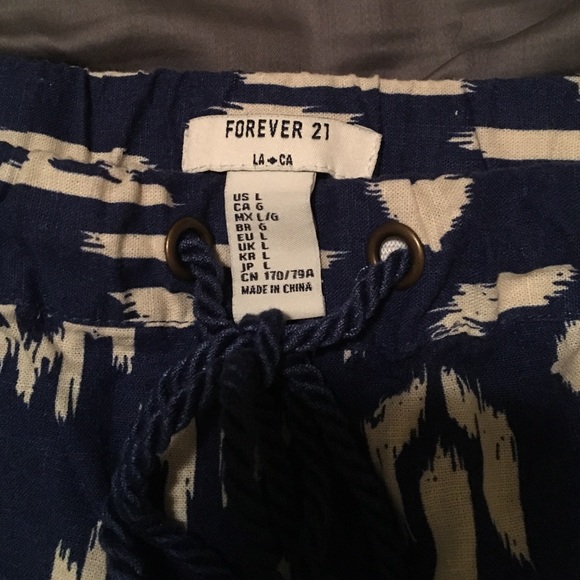 FOREVER 21
LA CA
US L
CA G
MX L/G
BR G
EU L
UK L
KR L
JP L
CN 170/79A
MADE IN CHINA